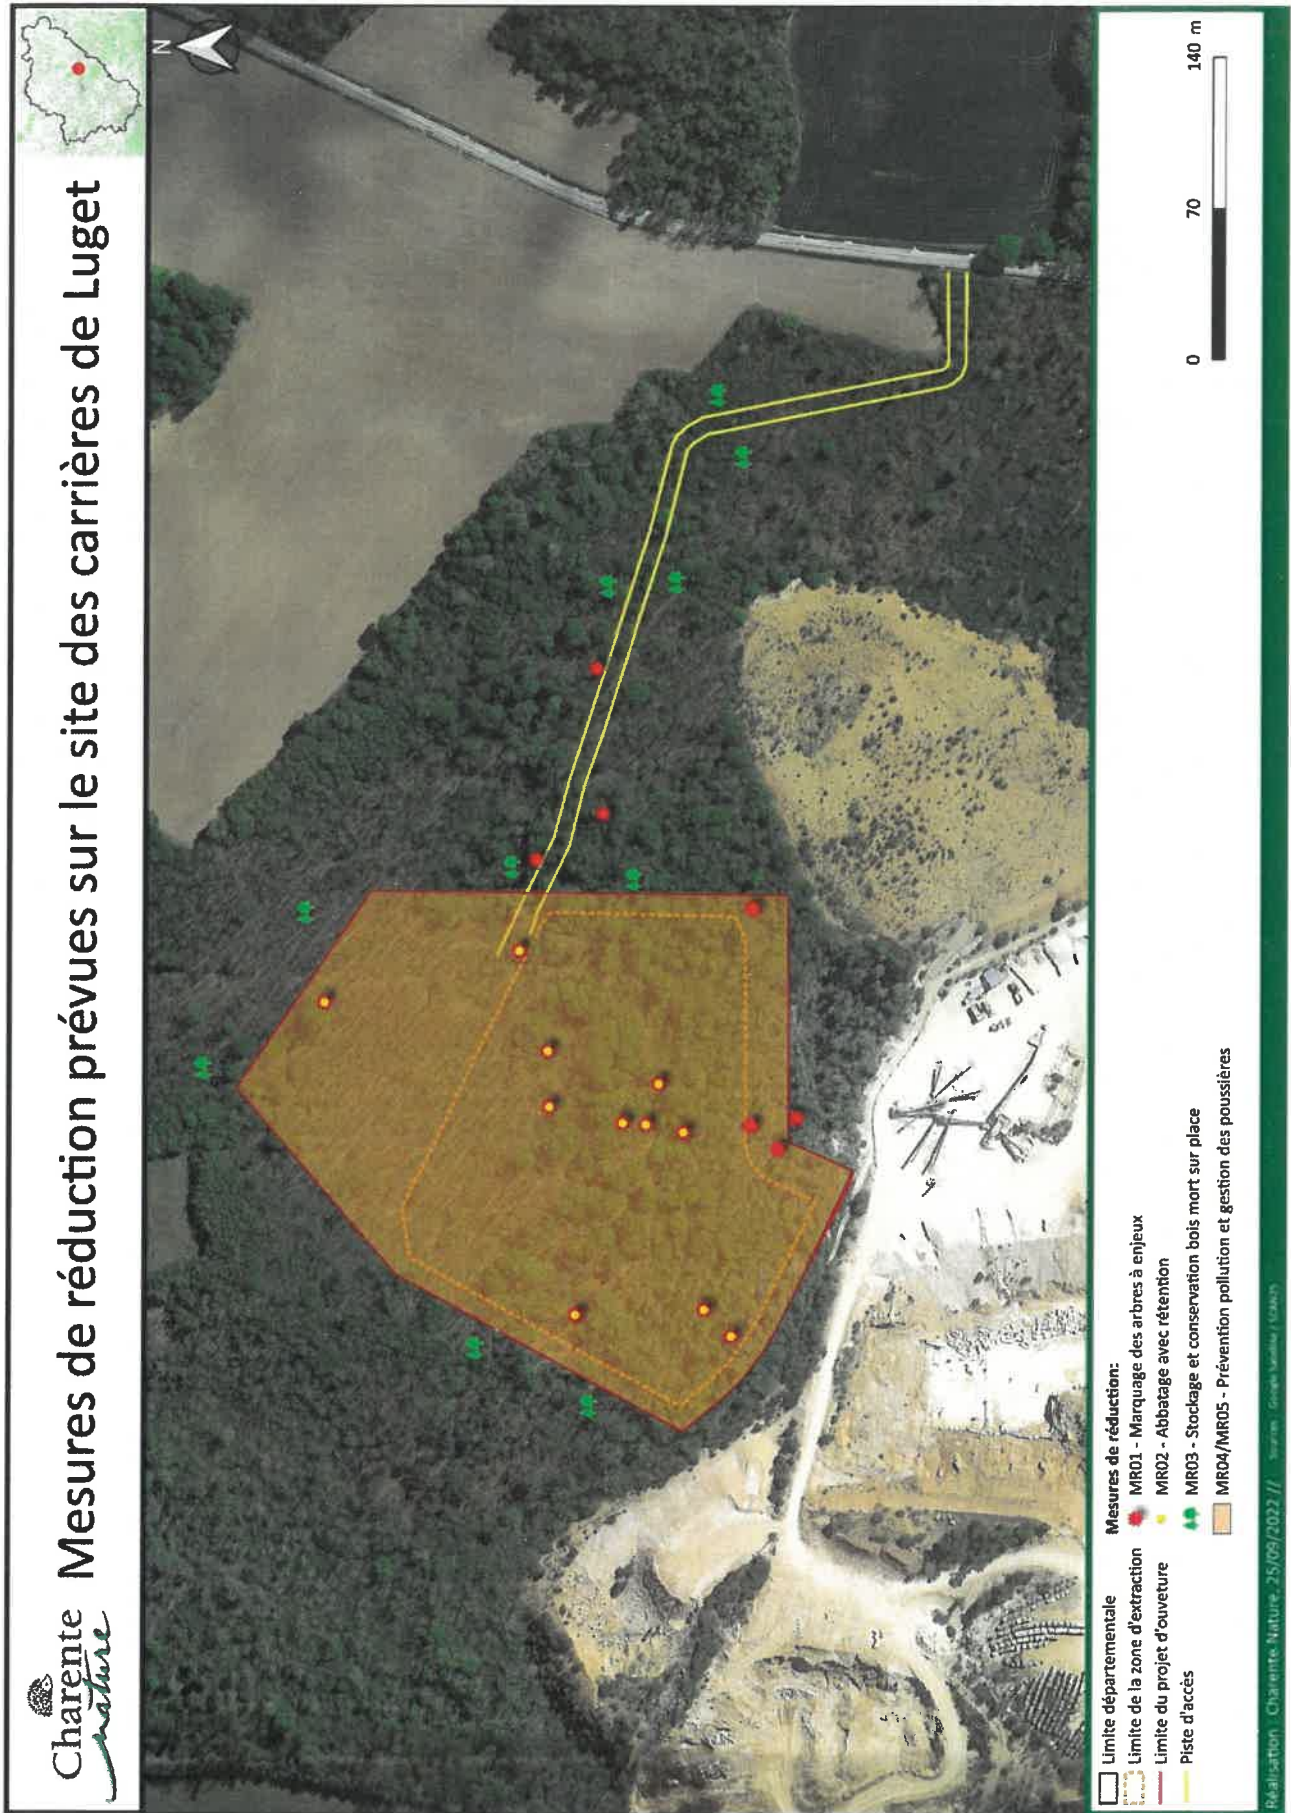 Charente
nature
Mesures de réduction prévues sur le site des carrières de Luget
N
Limite départementale
Limite de la zone d'extraction
Limite du projet d'ouveture
Piste d'accès
Mesures de réduction:
MR01 - Marquage des arbres à enjeux
MR02 - Abbatage avec rétention
MR03 - Stockage et conservation bois mort sur place
MR04/MR05 - Prévention pollution et gestion des poussières
0 70 140 m
Réalisation : Charente Nature, 25/09/2022 // Sources : Google Satellite /